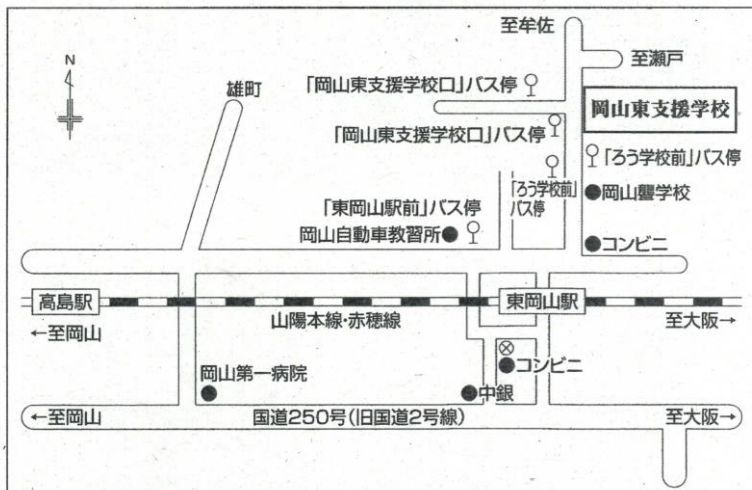 至牟佐
至瀬戸
N
雄町
「岡山東支援学校口」バス停
岡山東支援学校
「岡山東支援学校口」バス停
「ろう学校前」バス停
「ろう学校前」
バス停
岡山聾学校
「東岡山駅前」バス停
岡山自動車教習所
コンビニ
高島駅
東岡山駅
←至岡山
山陽本線・赤穂線
至大阪→
コンビニ
岡山第一病院
中銀
←至岡山
国道250号(旧国道2号線)
至大阪→